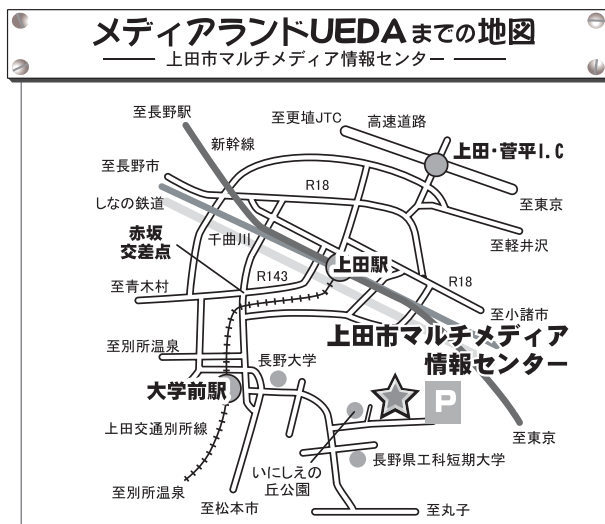 メディアランドUEDAまでの地図
上田市マルチメディア情報センター
至長野駅
至更埴JTC
高速道路
新幹線
上田・菅平I.C
至長野市
R18
しなの鉄道
至東京
赤坂
交差点
千曲川
至軽井沢
上田駅
R143
R18
至青木村
至小諸市
上田市マルチメディア
情報センター
至別所温泉
長野大学
大学前駅
P
上田交通別所線
至東京
いにしえの
丘公園
長野県工科短期大学
至別所温泉
至松本市
至丸子